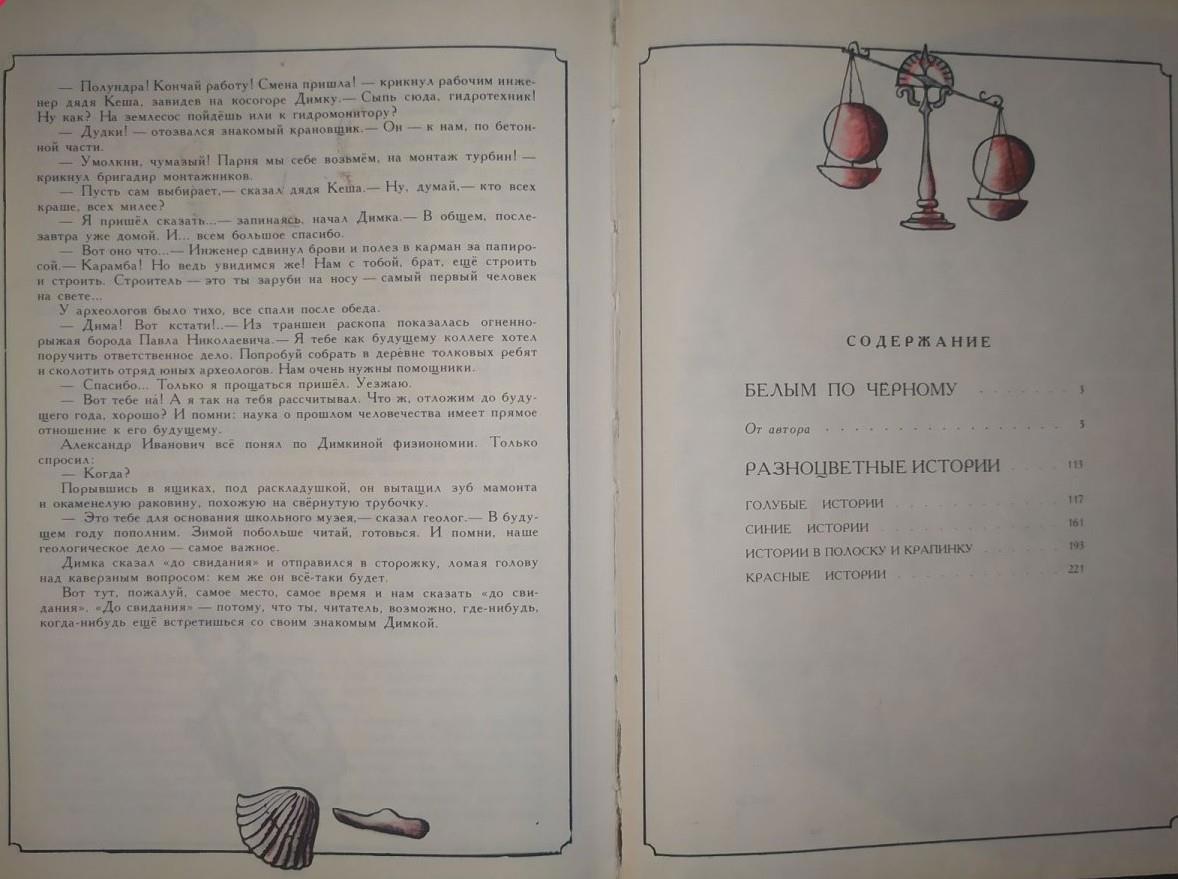 — Полундра! Кончай работу! Смена пришла! — крикнул рабочим инже-
нер дядя Кеша, завидев на косогоре Димку.— Сыпь сюда, гидротехник!
Ну как? На землесос пойдёшь или к гидромонитору?
— Дудки! — отозвался знакомый крановщик.— Он — к нам, по бетон-
ной части.
— Умолкни, чумазый! Парня мы себе возьмём, на монтаж турбин! —
крикнул бригадир монтажников.
— Пусть сам выбирает,— сказал дядя Кеша.— Ну, думай,— кто всех
краше, всех милее?
— Я пришёл сказать...— запинаясь, начал Димка.— В общем, после-
завтра уже домой. И... всем большое спасибо.
— Вот оно что...— Инженер сдвинул брови и полез в карман за папиро-
сой.— Карамба! Но ведь увидимся же! Нам с тобой, брат, ещё строить
и строить. Строитель — это ты заруби на носу — самый первый человек
на свете...
У археологов было тихо, все спали после обеда.
— Дима! Вот кстати!..— Из траншеи раскопа показалась огненно-
рыжая борода Павла Николаевича.— Я тебе как будущему коллеге хотел
поручить ответственное дело. Попробуй собрать в деревне толковых ребят
и сколотить отряд юных археологов. Нам очень нужны помощники.
— Спасибо... Только я прощаться пришёл. Уезжаю.
— Вот тебе на́! А я так на тебя рассчитывал. Что ж, отложим до буду-
щего года, хорошо? И помни: наука о прошлом человечества имеет прямое
отношение к его будущему.
Александр Иванович всё понял по Димкиной физиономии. Только
спросил:
— Когда?
Порывшись в ящиках, под раскладушкой, он вытащил зуб мамонта
и окаменелую раковину, похожую на свёрнутую трубочку.
— Это тебе для основания школьного музея,— сказал геолог.— В буду-
щем году пополним. Зимой побольше читай, готовься. И помни, наше
геологическое дело — самое важное.
Димка сказал «до свидания» и отправился в сторожку, ломая голову
над каверзным вопросом: кем же он всё-таки будет.
Вот тут, пожалуй, самое место, самое время и нам сказать «до сви-
дания». «До свидания» — потому, что ты, читатель, возможно, где-нибудь,
когда-нибудь ещё встретишься со своим знакомым Димкой.
СОДЕРЖАНИЕ
БЕЛЫМ ПО ЧЁРНОМУ . . . . . . 3
От автора . . . . . . . . . . . . . . . . . 5
РАЗНОЦВЕТНЫЕ ИСТОРИИ . . . . 113
ГОЛУБЫЕ ИСТОРИИ . . . . . . . . . . . . 117
СИНИЕ ИСТОРИИ . . . . . . . . . . . . . 161
ИСТОРИИ В ПОЛОСКУ И КРАПИНКУ . . . . . . 193
КРАСНЫЕ ИСТОРИИ . . . . . . . . . . . . 221